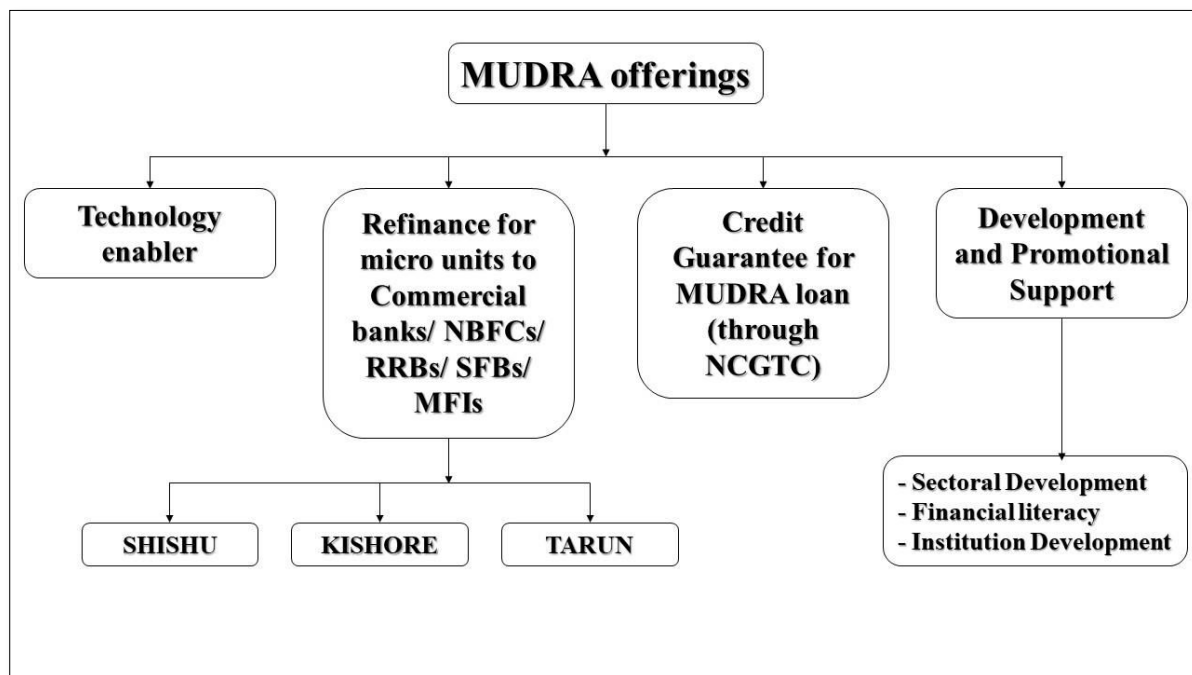 MUDRA offerings
Technology
enabler
Refinance for
micro units to
Commercial
banks/ NBFCs/
RRBs/ SFBs/
MFIs
Credit
Guarantee for
MUDRA loan
(through
NCGTC)
Development
and Promotional
Support
SHISHU
KISHORE
TARUN
- Sectoral Development
- Financial literacy
- Institution Development